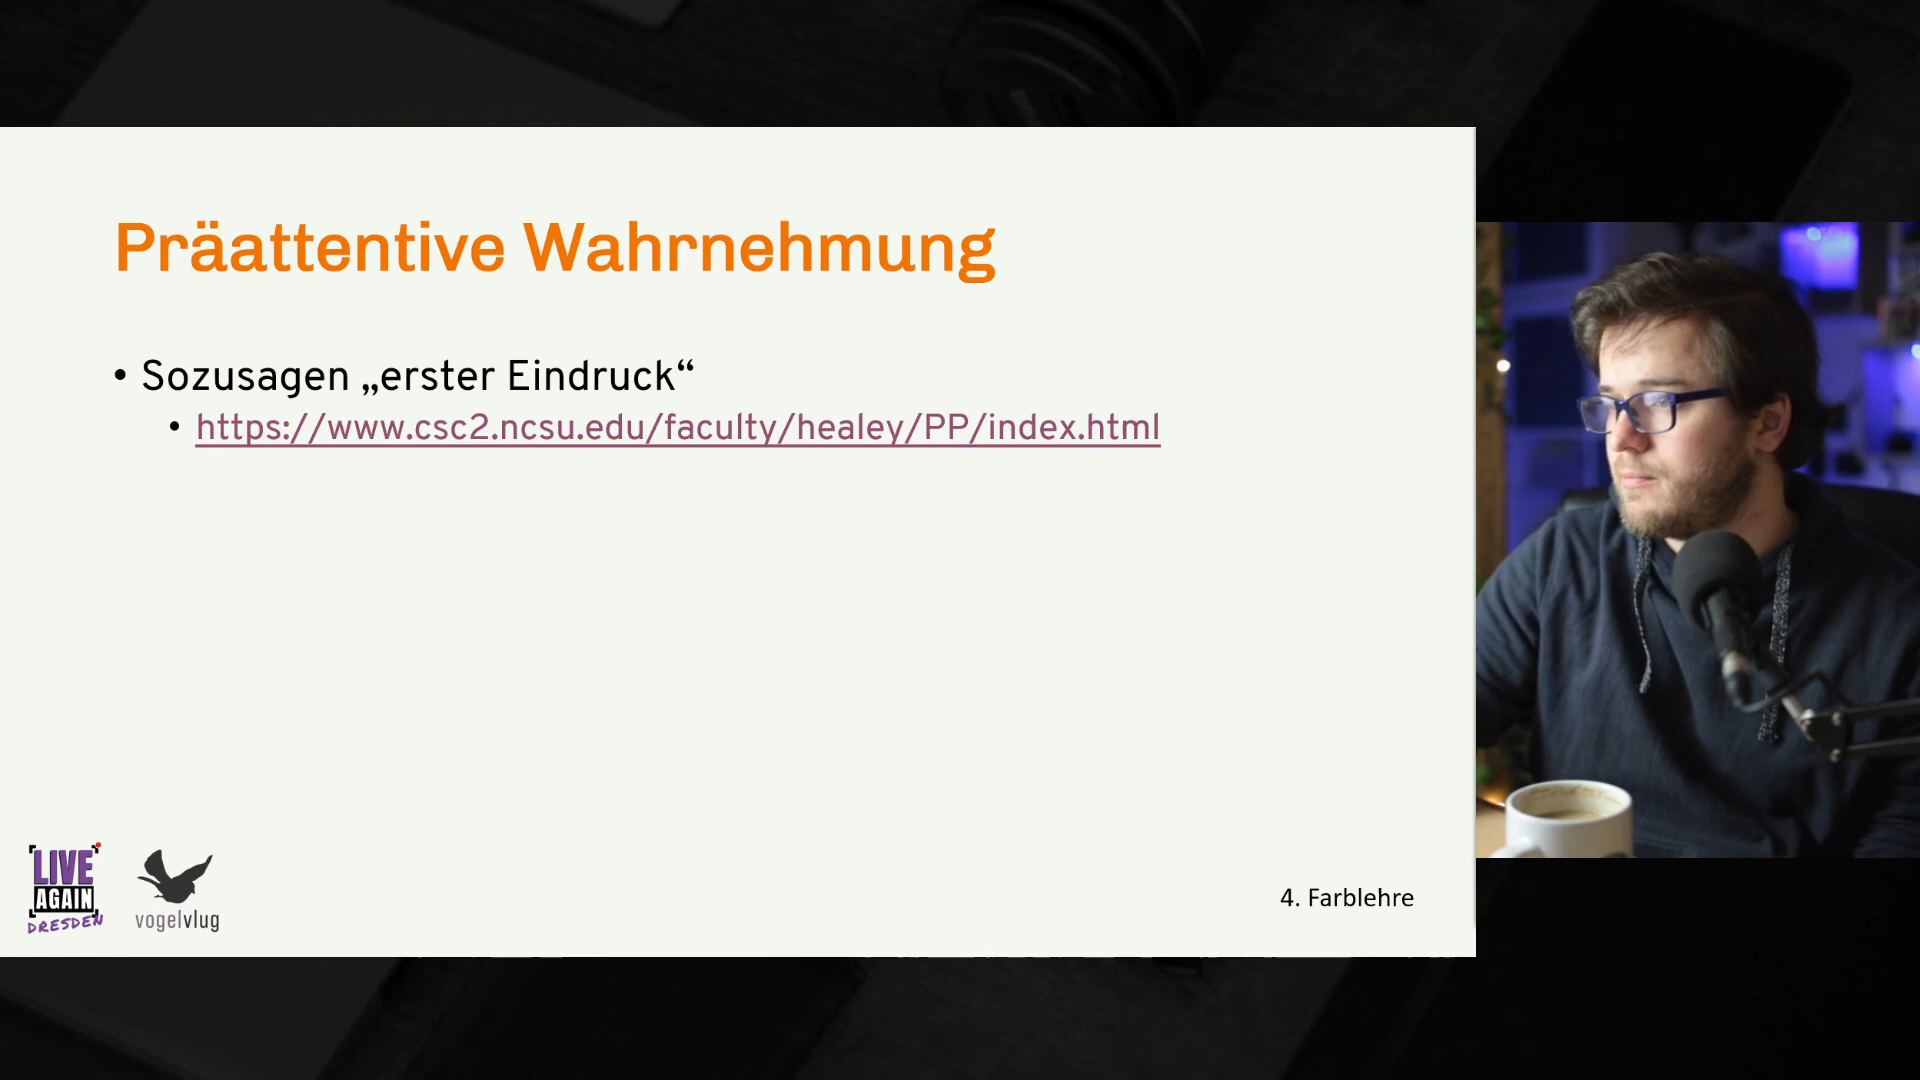 Präattentive Wahrnehmung
• Sozusagen „erster Eindruck“
• https://www.csc2.ncsu.edu/faculty/healey/PP/index.html
LIVE
AGAIN
DRESDEN
vogelvlug
4. Farblehre